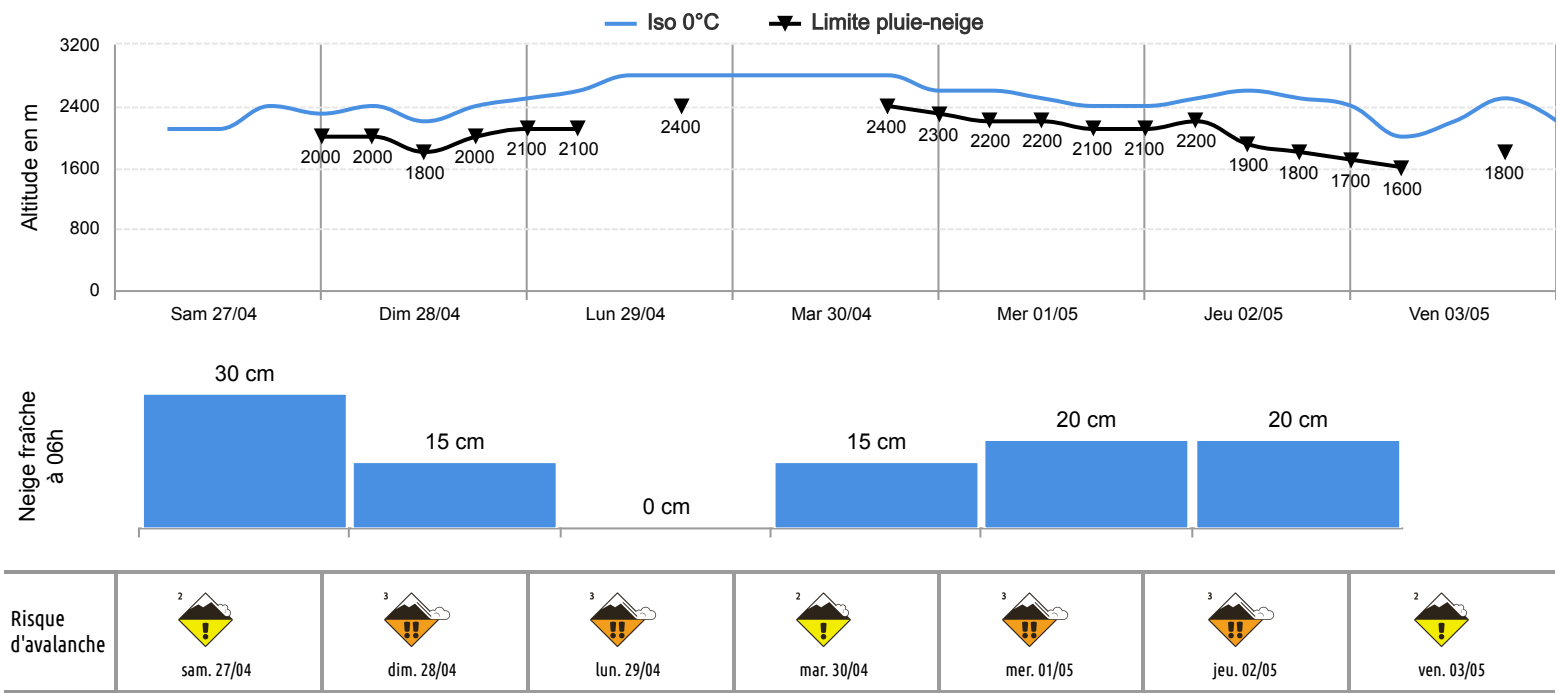 Iso 0°C
Limite pluie-neige
Altitude en m
3200
2400
1600
800
0
2000
2000
1800
2000
2100
2100
2400
2400
2300
2200
2200
2100
2100
2200
1900
1800
1700
1600
1800
Sam 27/04
Dim 28/04
Lun 29/04
Mar 30/04
Mer 01/05
Jeu 02/05
Ven 03/05
Neige fraîche
à 06h
30 cm
15 cm
0 cm
15 cm
20 cm
20 cm
Risque
d'avalanche
2
!
sam. 27/04
3
!!
dim. 28/04
3
!!
lun. 29/04
2
!
mar. 30/04
3
!!
mer. 01/05
3
!!
jeu. 02/05
2
!
ven. 03/05